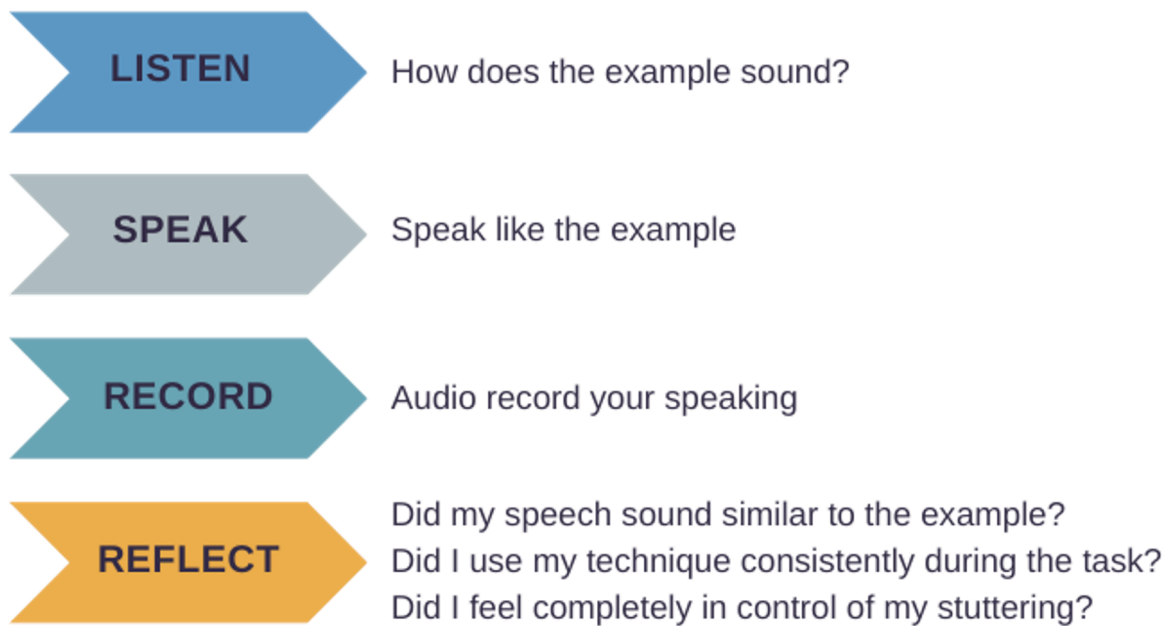 LISTEN
How does the example sound?
SPEAK
Speak like the example
RECORD
Audio record your speaking
REFLECT
Did my speech sound similar to the example?
Did I use my technique consistently during the task?
Did I feel completely in control of my stuttering?